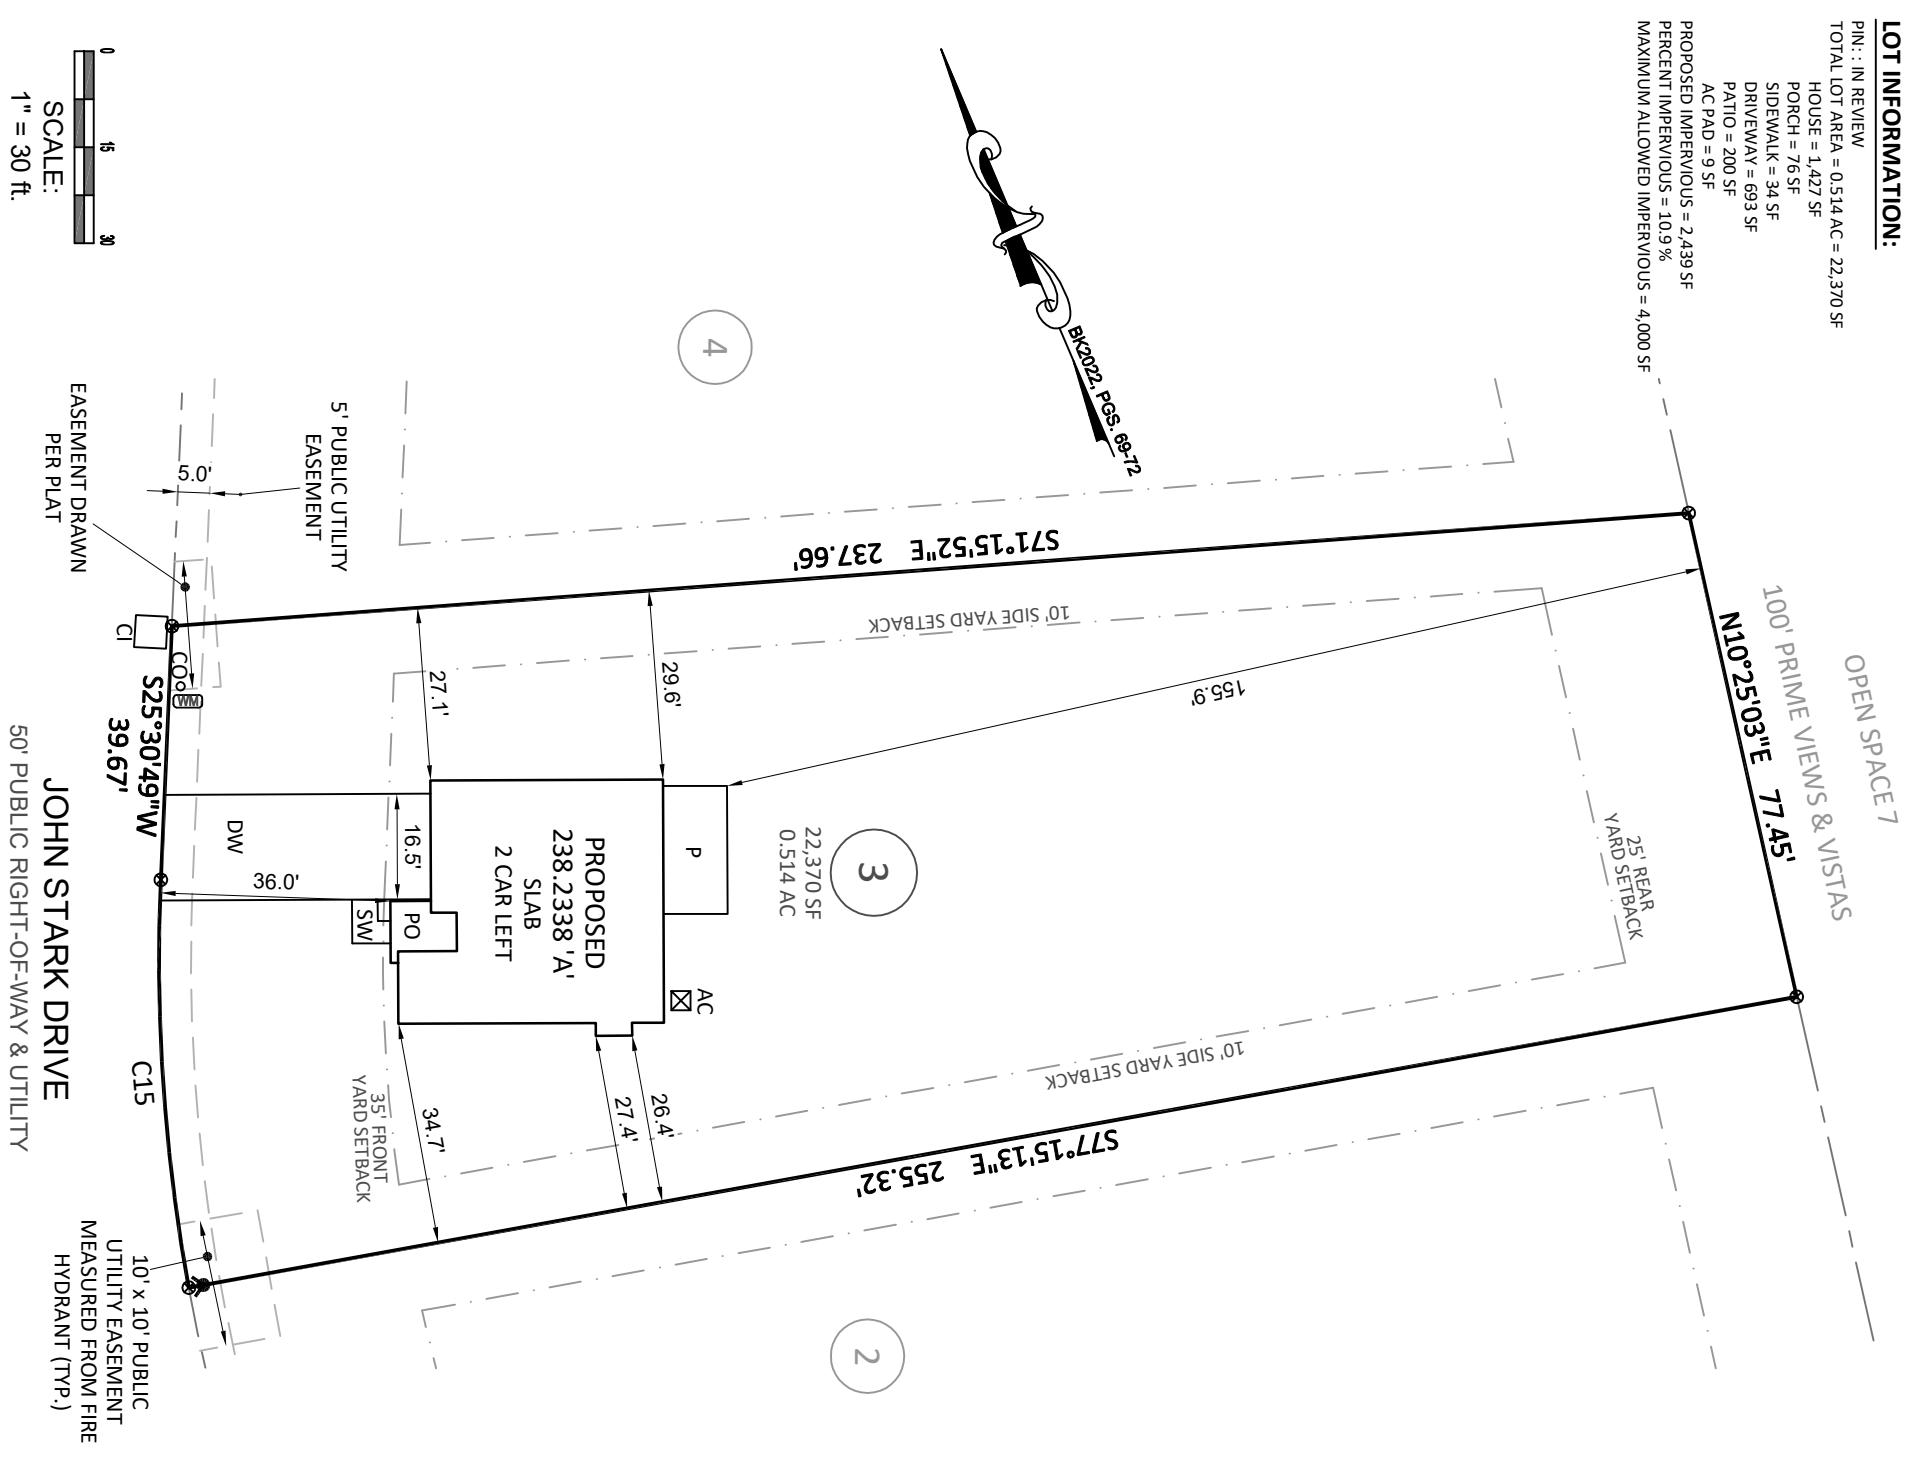 LOT INFORMATION:
PIN: : IN REVIEW
TOTAL LOT AREA = 0.514 AC = 22,370 SF
HOUSE = 1,427 SF
PORCH = 76 SF
SIDEWALK = 34 SF
DRIVEWAY = 693 SF
PATIO = 200 SF
AC PAD = 9 SF
PROPOSED IMPERVIOUS = 2,439 SF
PERCENT IMPERVIOUS = 10.9 %
MAXIMUM ALLOWED IMPERVIOUS = 4,000 SF
BK2022, PGS. 69-72
OPEN SPACE 7
100' PRIME VIEWS & VISTAS
N10°25'03"E 77.45'
25' REAR
YARD SETBACK
S71°15'52"E 237.66'
10' SIDE YARD SETBACK
155.9'
4
3
22,370 SF
0.514 AC
2
29.6'
27.1'
P
AC
PROPOSED
238.2338 'A'
SLAB
2 CAR LEFT
16.5'
PO
SW
DW
36.0'
26.4'
27.4'
34.7'
10' SIDE YARD SETBACK
S77°15'13"E 255.32'
35' FRONT
YARD SETBACK
5' PUBLIC UTILITY
EASEMENT
5.0'
EASEMENT DRAWN
PER PLAT
CI
CO
WM
S25°30'49"W
39.67'
C15
10' x 10' PUBLIC
UTILITY EASEMENT
MEASURED FROM FIRE
HYDRANT (TYP.)
JOHN STARK DRIVE
50' PUBLIC RIGHT-OF-WAY & UTILITY
0 15 30
SCALE:
1" = 30 ft.